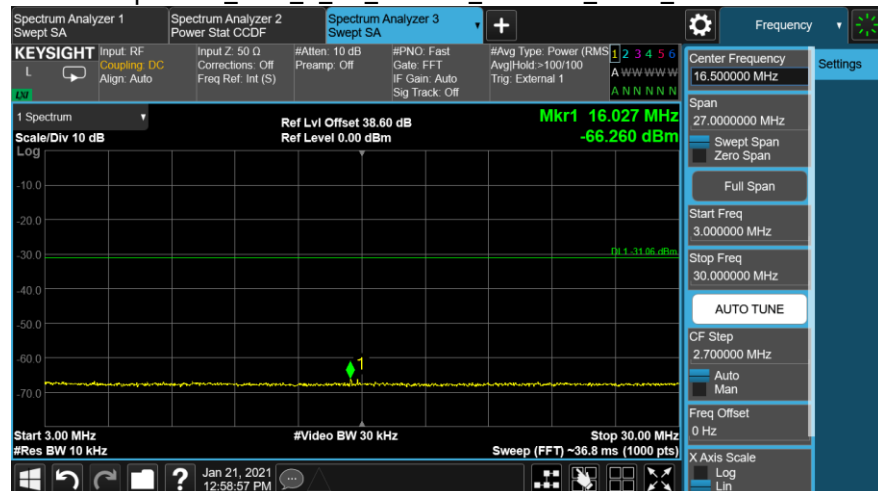 Spectrum Analyzer 1
Swept SA
Spectrum Analyzer 2
Power Stat CCDF
Spectrum Analyzer 3
Swept SA
Frequency
KEYSIGHT
L
LXI
Input: RF
Coupling: DC
Align: Auto
Input Z: 50 Ω
Corrections: Off
Freq Ref: Int (S)
#Atten: 10 dB
Preamp: Off
#PNO: Fast
Gate: FFT
IF Gain: Auto
Sig Track: Off
#Avg Type: Power (RMS
Avg|Hold:>100/100
Trig: External 1
1 2 3 4 5 6
A W W W W W
A N N N N N
1 Spectrum
Scale/Div 10 dB
Log
Ref Lvl Offset 38.60 dB
Ref Level 0.00 dBm
Mkr1 16.027 MHz
-66.260 dBm
-10.0
-20.0
-30.0
DL1 -31.06 dBm
-40.0
-50.0
-60.0
1
-70.0
Start 3.00 MHz
#Res BW 10 kHz
#Video BW 30 kHz
Stop 30.00 MHz
Sweep (FFT) ~36.8 ms (1000 pts)
?
Jan 21, 2021
12:58:57 PM
Center Frequency
16.500000 MHz
Settings
Span
27.0000000 MHz
Swept Span
Zero Span
Full Span
Start Freq
3.000000 MHz
Stop Freq
30.000000 MHz
AUTO TUNE
CF Step
2.700000 MHz
Auto
Man
Freq Offset
0 Hz
X Axis Scale
Log
Lin